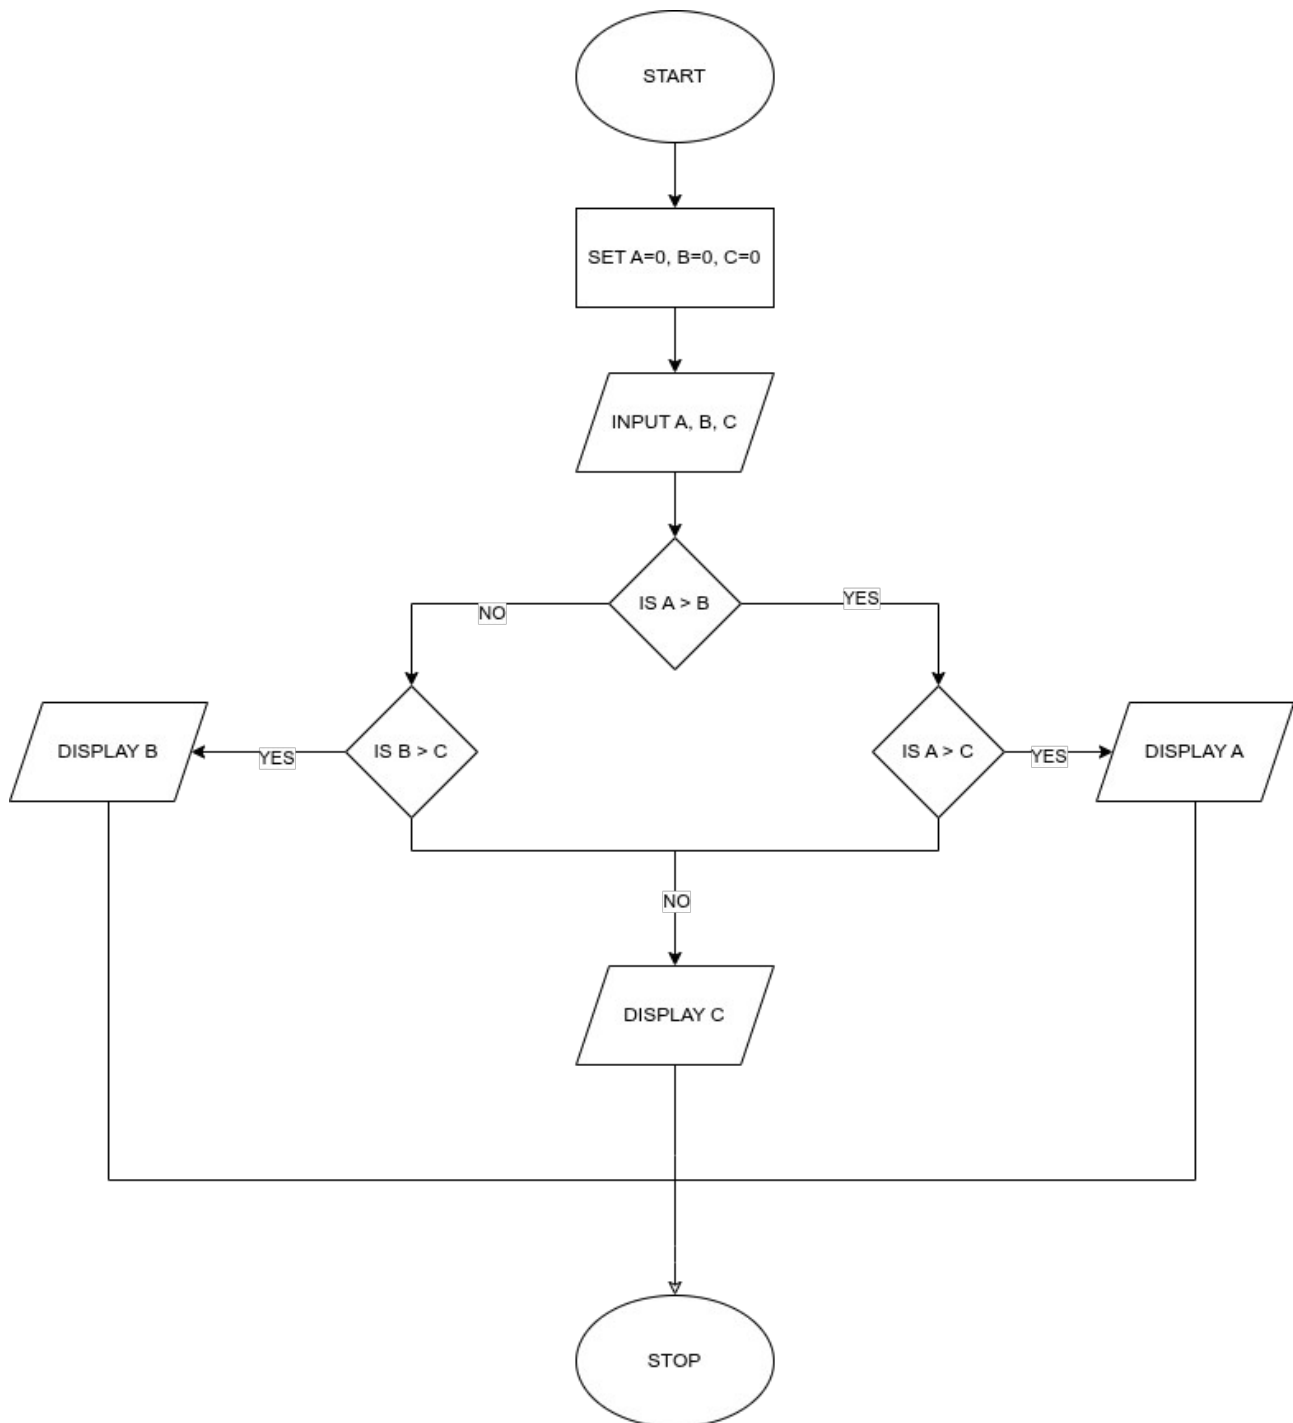 START
SET A=0, B=0, C=0
INPUT A, B, C
IS A > B
NO
YES
DISPLAY B
YES
IS B > C
IS A > C
YES
DISPLAY A
NO
DISPLAY C
STOP